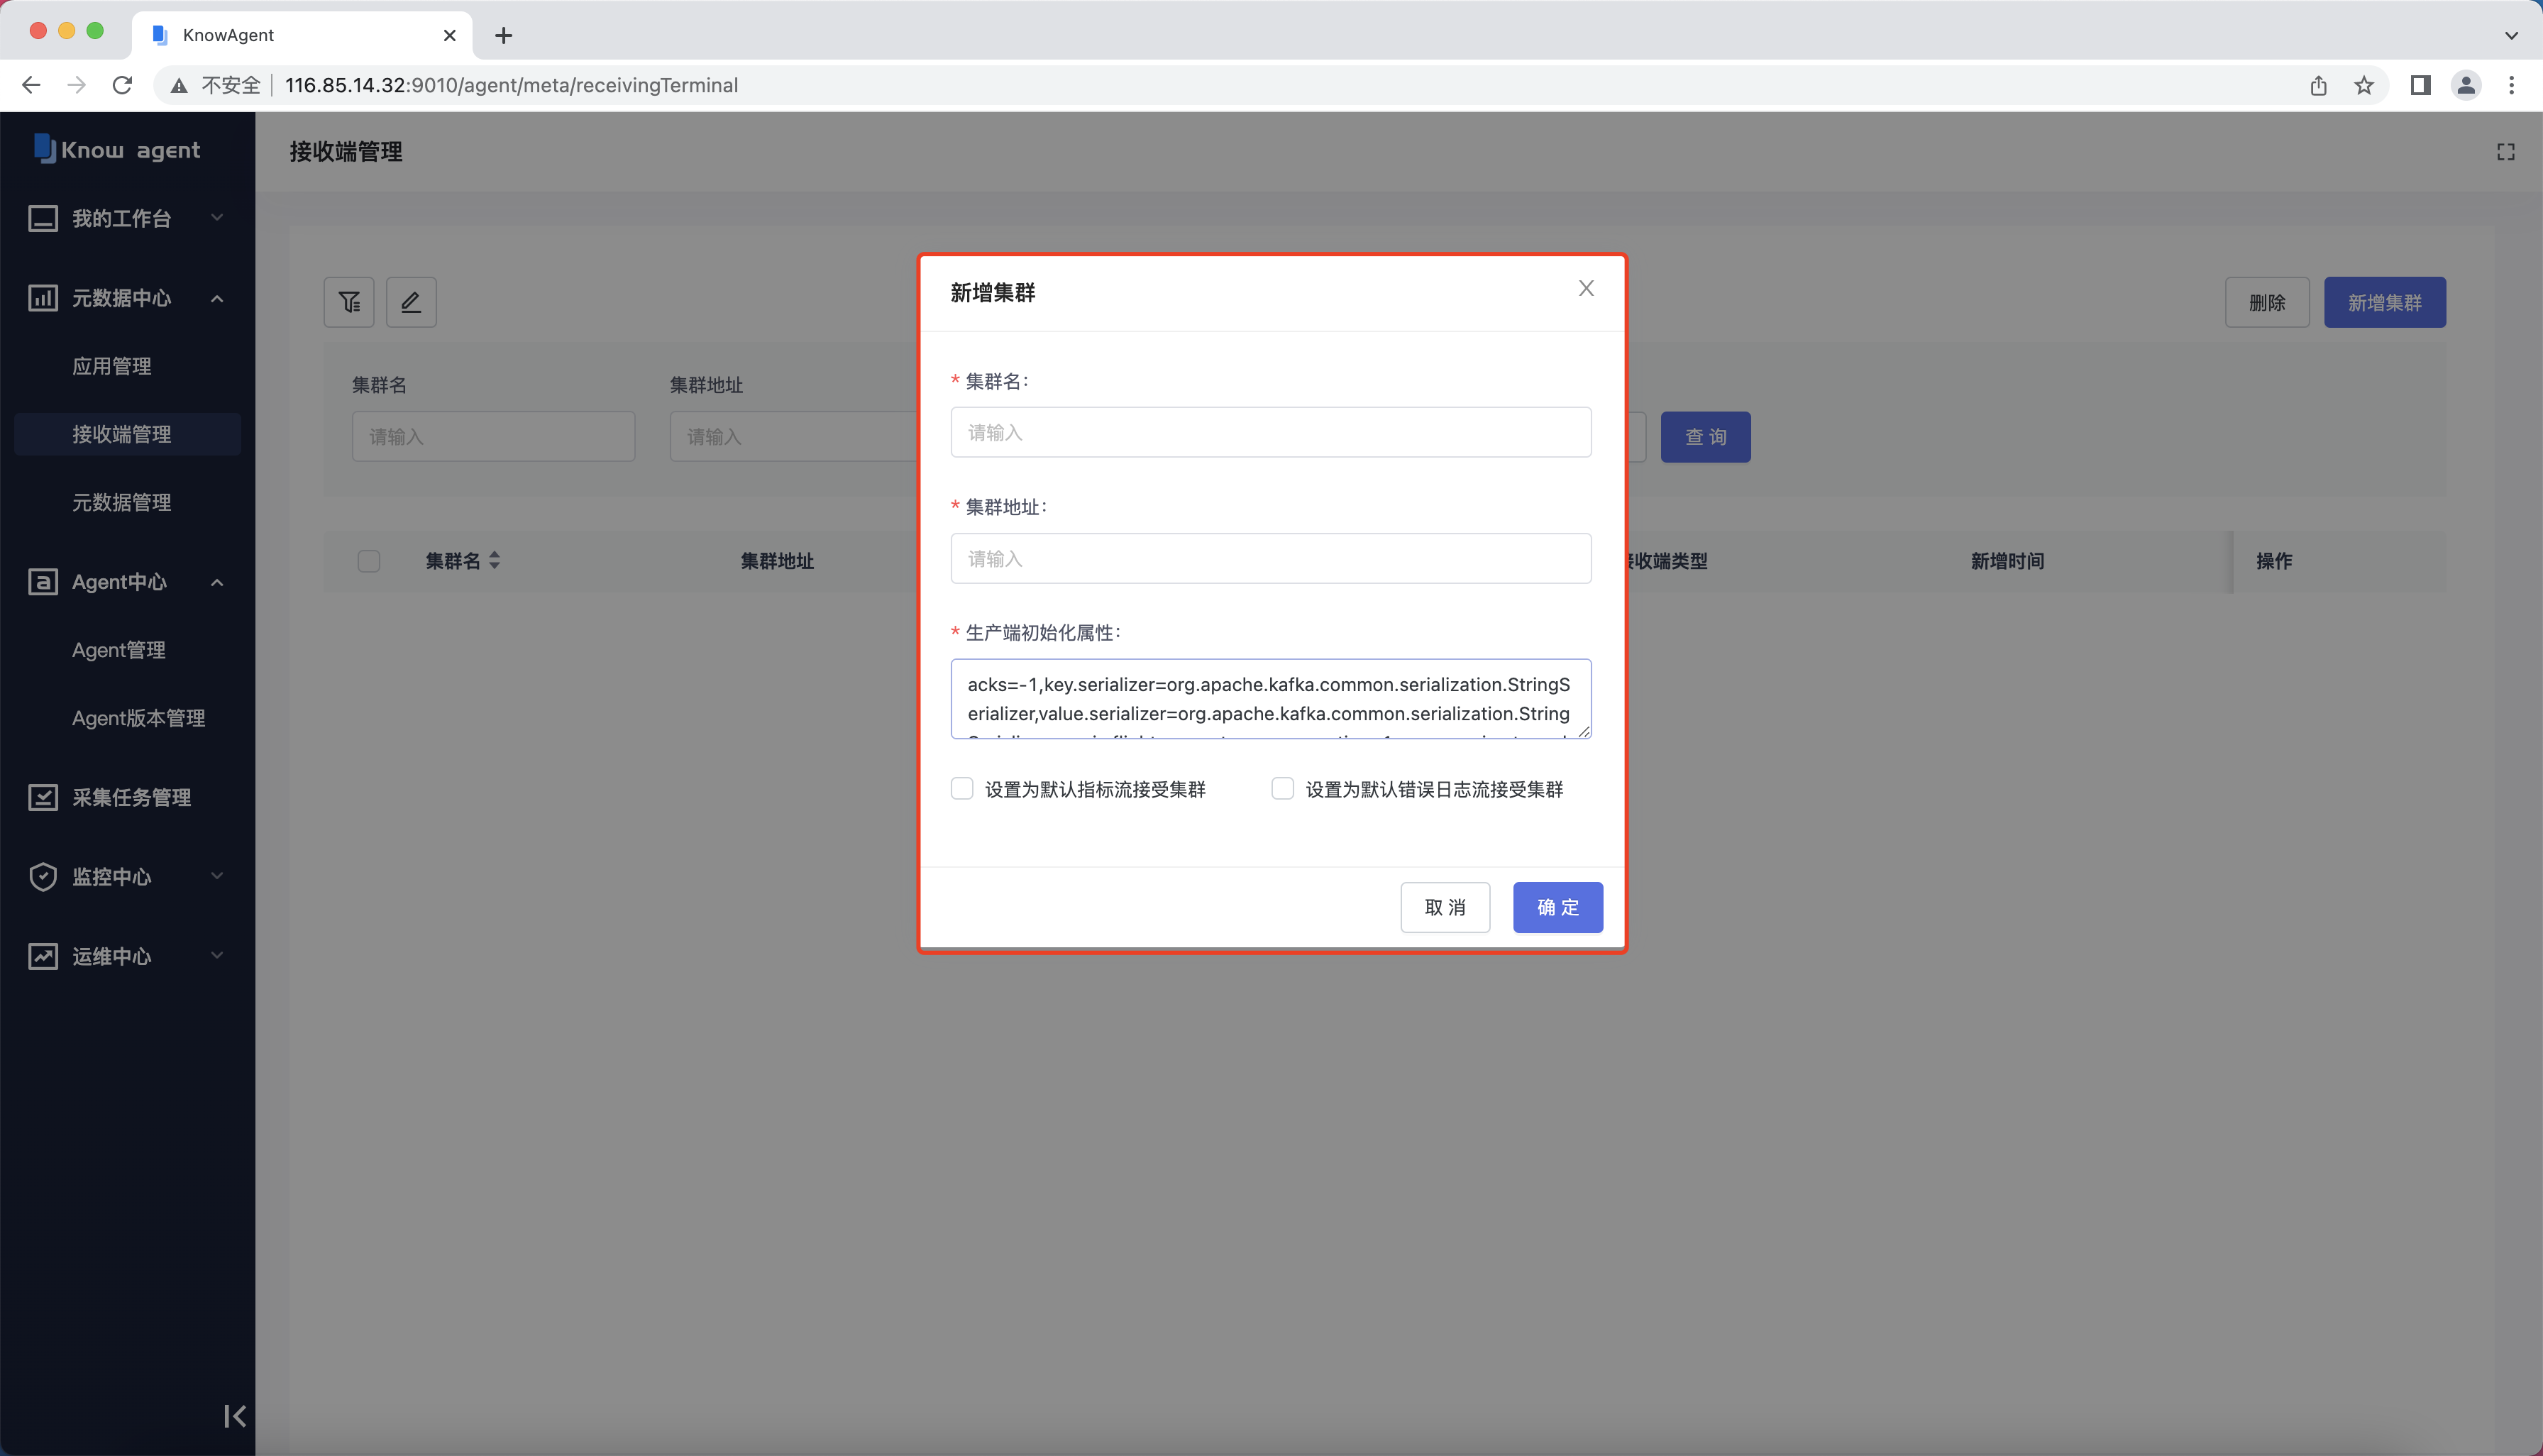 KnowAgent
不安全
116.85.14.32:9010/agent/meta/receivingTerminal
Know agent
接收端管理
我的工作台
元数据中心
应用管理
接收端管理
元数据管理
Agent中心
Agent管理
Agent版本管理
采集任务管理
监控中心
运维中心
删除
新增集群
集群名
集群地址
请输入
请输入
查 询
集群名
集群地址
收端类型
新增时间
操作
新增集群
* 集群名：
请输入
* 集群地址：
请输入
* 生产端初始化属性：
acks=-1,key.serializer=org.apache.kafka.common.serialization.StringS
erializer,value.serializer=org.apache.kafka.common.serialization.String
设置为默认指标流接受集群
设置为默认错误日志流接受集群
取 消
确 定